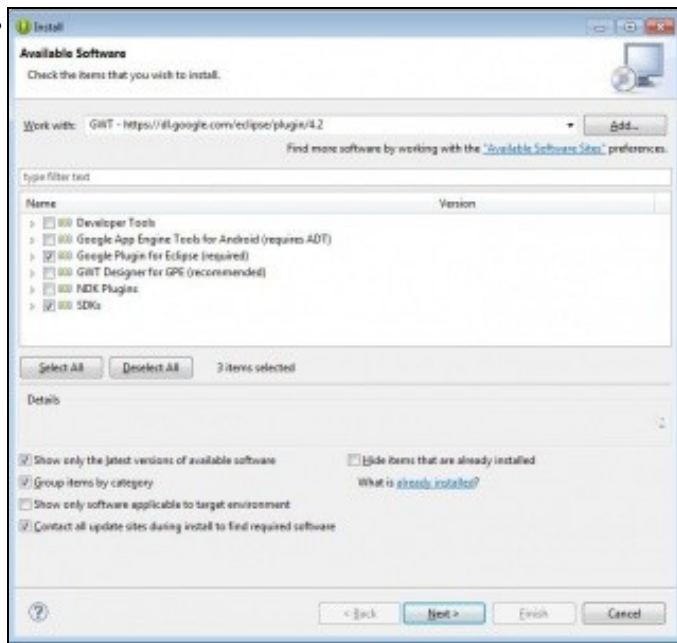 Install
Available Software
Check the items that you wish to install.
Work with: GWT - https://dl.google.com/eclipse/plugin/4.2 Add...
Find more software by working with the "Available Software Sites" preferences.
type filter text
Name Version
Developer Tools
Google App Engine Tools for Android (requires ADT)
Google Plugin for Eclipse (required)
GWT Designer for GPE (recommended)
NDK Plugins
SDKs
Select All Deselect All 3 items selected
Details
Show only the latest versions of available software Hide items that are already installed
Group items by category What is already installed?
Show only software applicable to target environment
Contact all update sites during install to find required software
? < Back Next > Finish Cancel